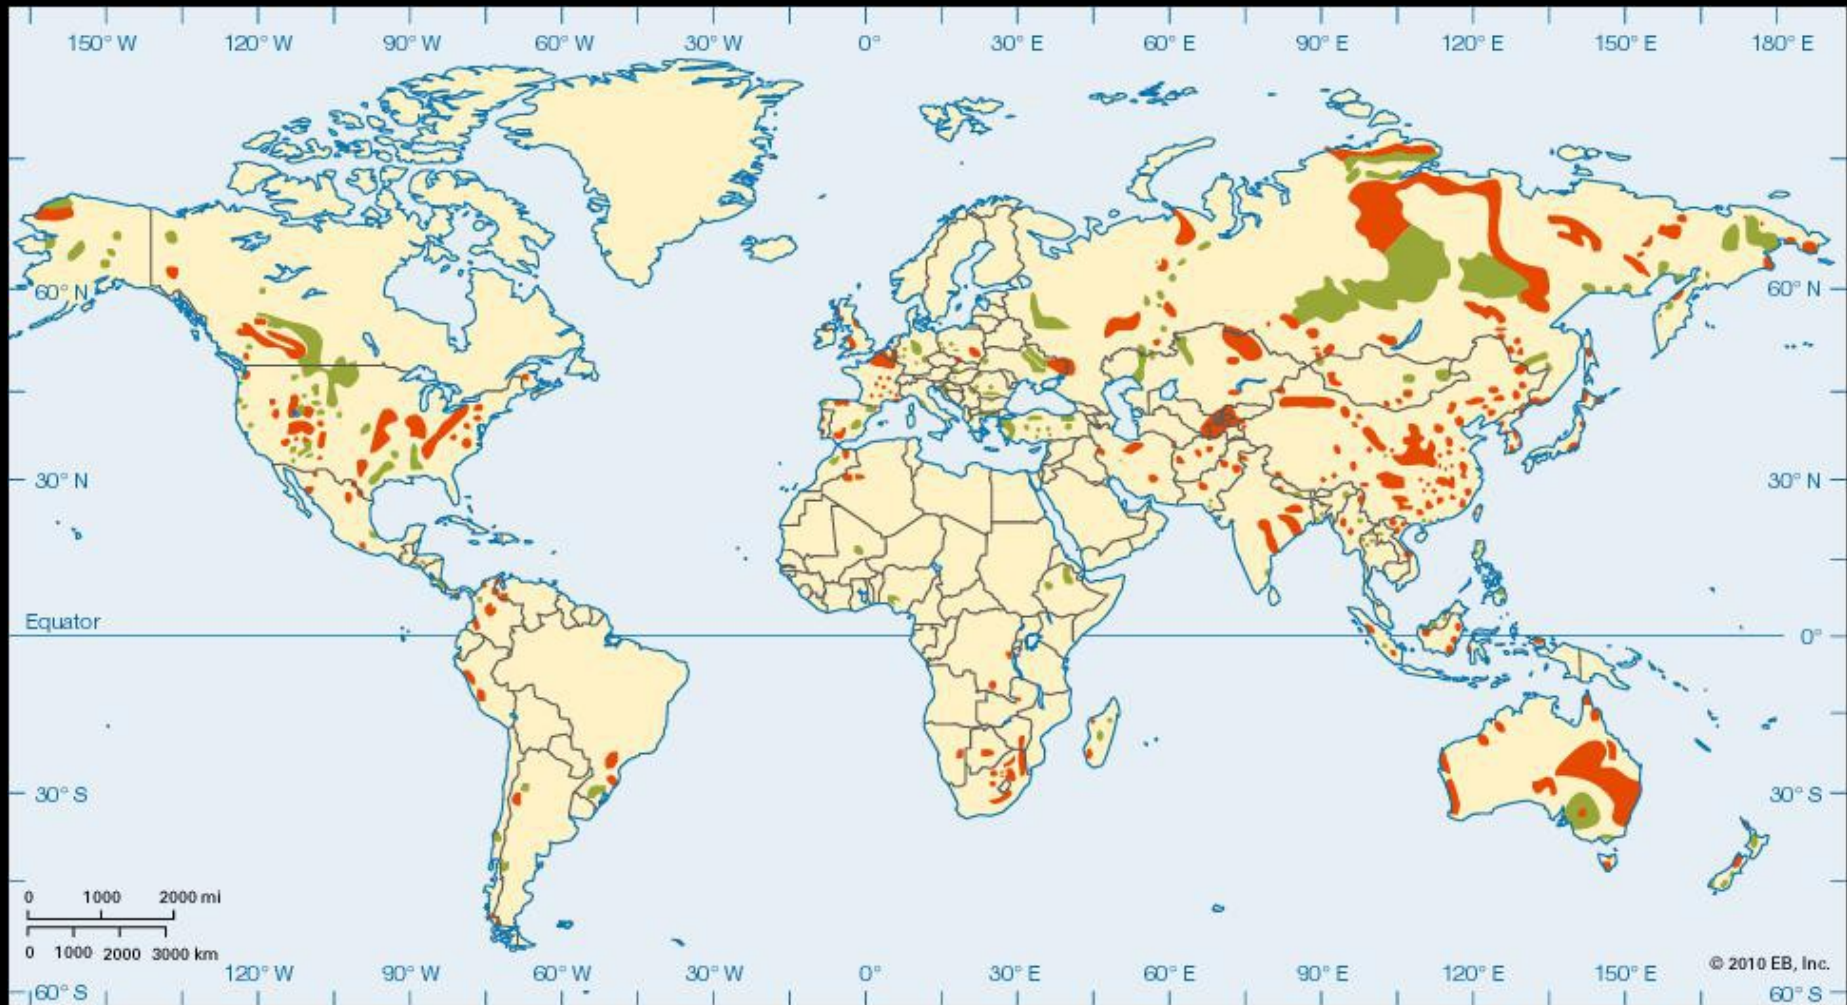 150° W 120° W 90° W 60° W 30° W 0° 30° E 60° E 90° E 120° E 150° E 180° E
60° N 60° N
30° N 30° N
Equator 0°
30° S 30° S
0 1000 2000 mi
0 1000 2000 3000 km
120° W 90° W 60° W 30° W 0° 30° E 60° E 90° E 120° E 150° E
© 2010 EB, Inc.
60° S 60° S